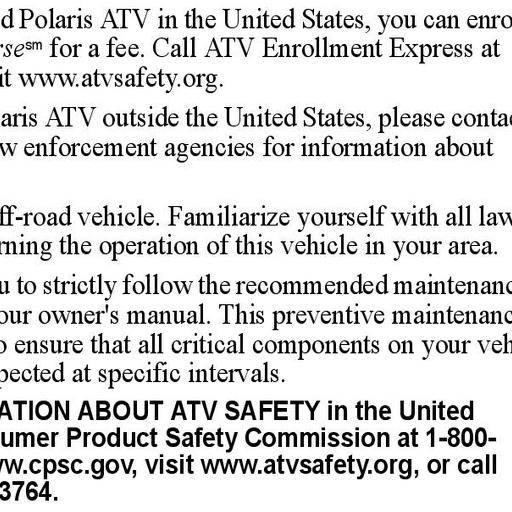 d Polaris ATV in the United States, you can enro
rse℠ for a fee. Call ATV Enrollment Express at
it www.atvsafety.org.
aris ATV outside the United States, please conta
w enforcement agencies for information about
ff-road vehicle. Familiarize yourself with all law
rning the operation of this vehicle in your area.
u to strictly follow the recommended maintenanc
our owner's manual. This preventive maintenanc
o ensure that all critical components on your veh
pected at specific intervals.
ATION ABOUT ATV SAFETY in the United
umer Product Safety Commission at 1-800-
ww.cpsc.gov, visit www.atvsafety.org, or call
3764.